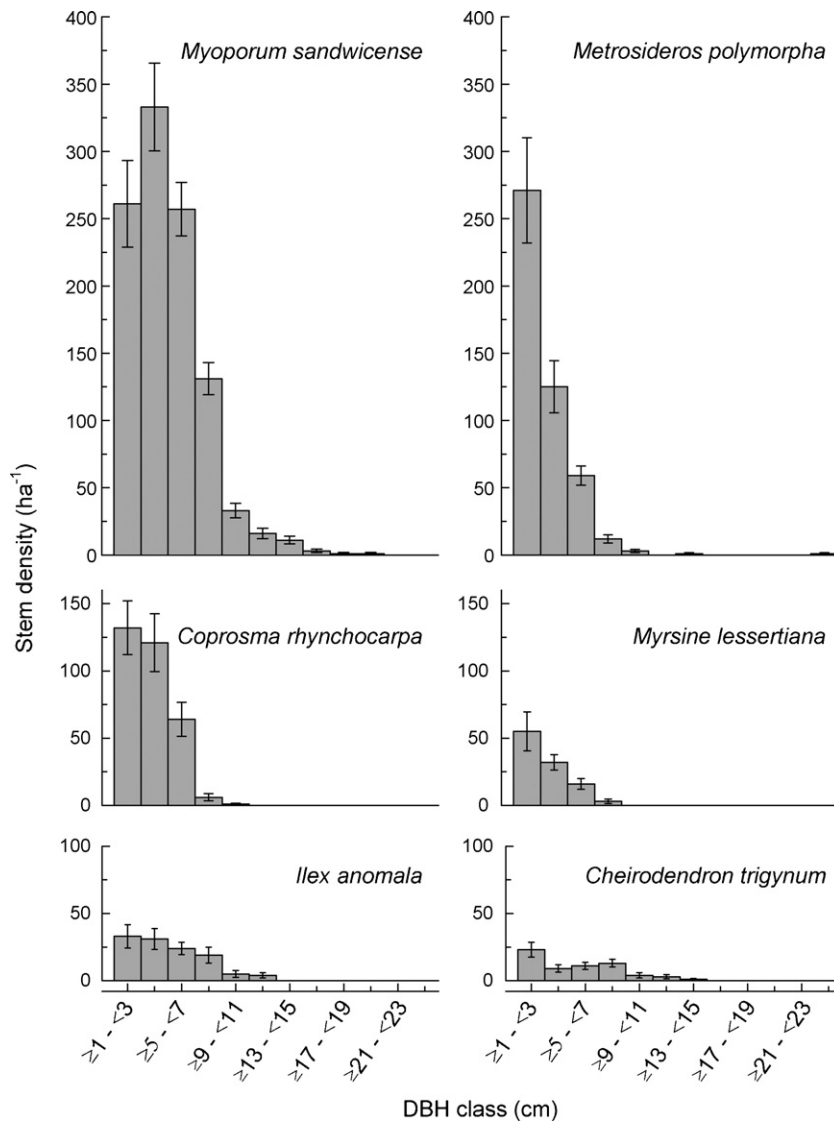 Myoporum sandwicense
Metrosideros polymorpha
400
350
300
250
200
150
100
50
0
400
350
300
250
200
150
100
50
0
Stem density (ha⁻¹)
Coprosma rhynchocarpa
Myrsine lessertiana
150
100
50
0
150
100
50
0
Ilex anomala
Cheirodendron trigynum
100
50
0
100
50
0
≥1 - <3
≥5 - <7
≥9 - <11
≥13 - <15
≥17 - <19
≥21 - <23
≥1 - <3
≥5 - <7
≥9 - <11
≥13 - <15
≥17 - <19
≥21 - <23
DBH class (cm)